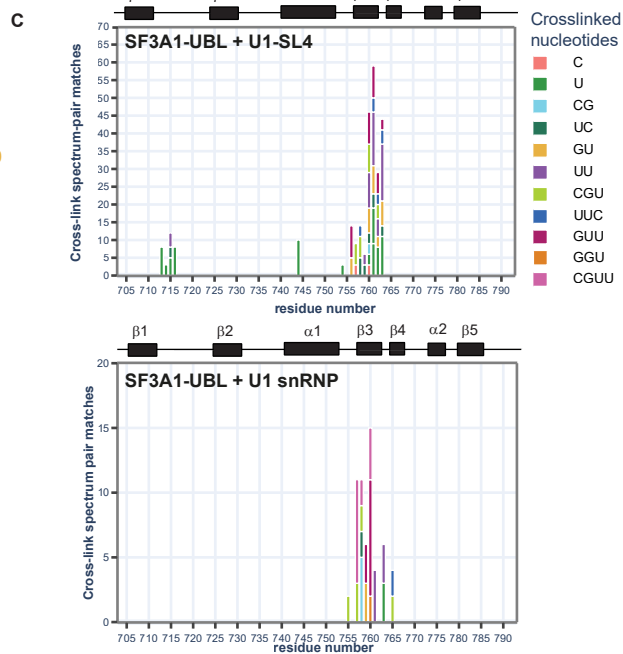 C
SF3A1-UBL + U1-SL4
Cross-link spectrum-pair matches
70
65
60
55
50
45
40
35
30
25
20
15
10
5
0
705 710 715 720 725 730 735 740 745 750 755 760 765 770 775 780 785 790
residue number
Crosslinked
nucleotides
C
U
CG
UC
GU
UU
CGU
UUC
GUU
GGU
CGUU
β1 β2 α1 β3 β4 α2 β5
SF3A1-UBL + U1 snRNP
Cross-link spectrum pair matches
20
15
10
5
0
705 710 715 720 725 730 735 740 745 750 755 760 765 770 775 780 785 790
residue number